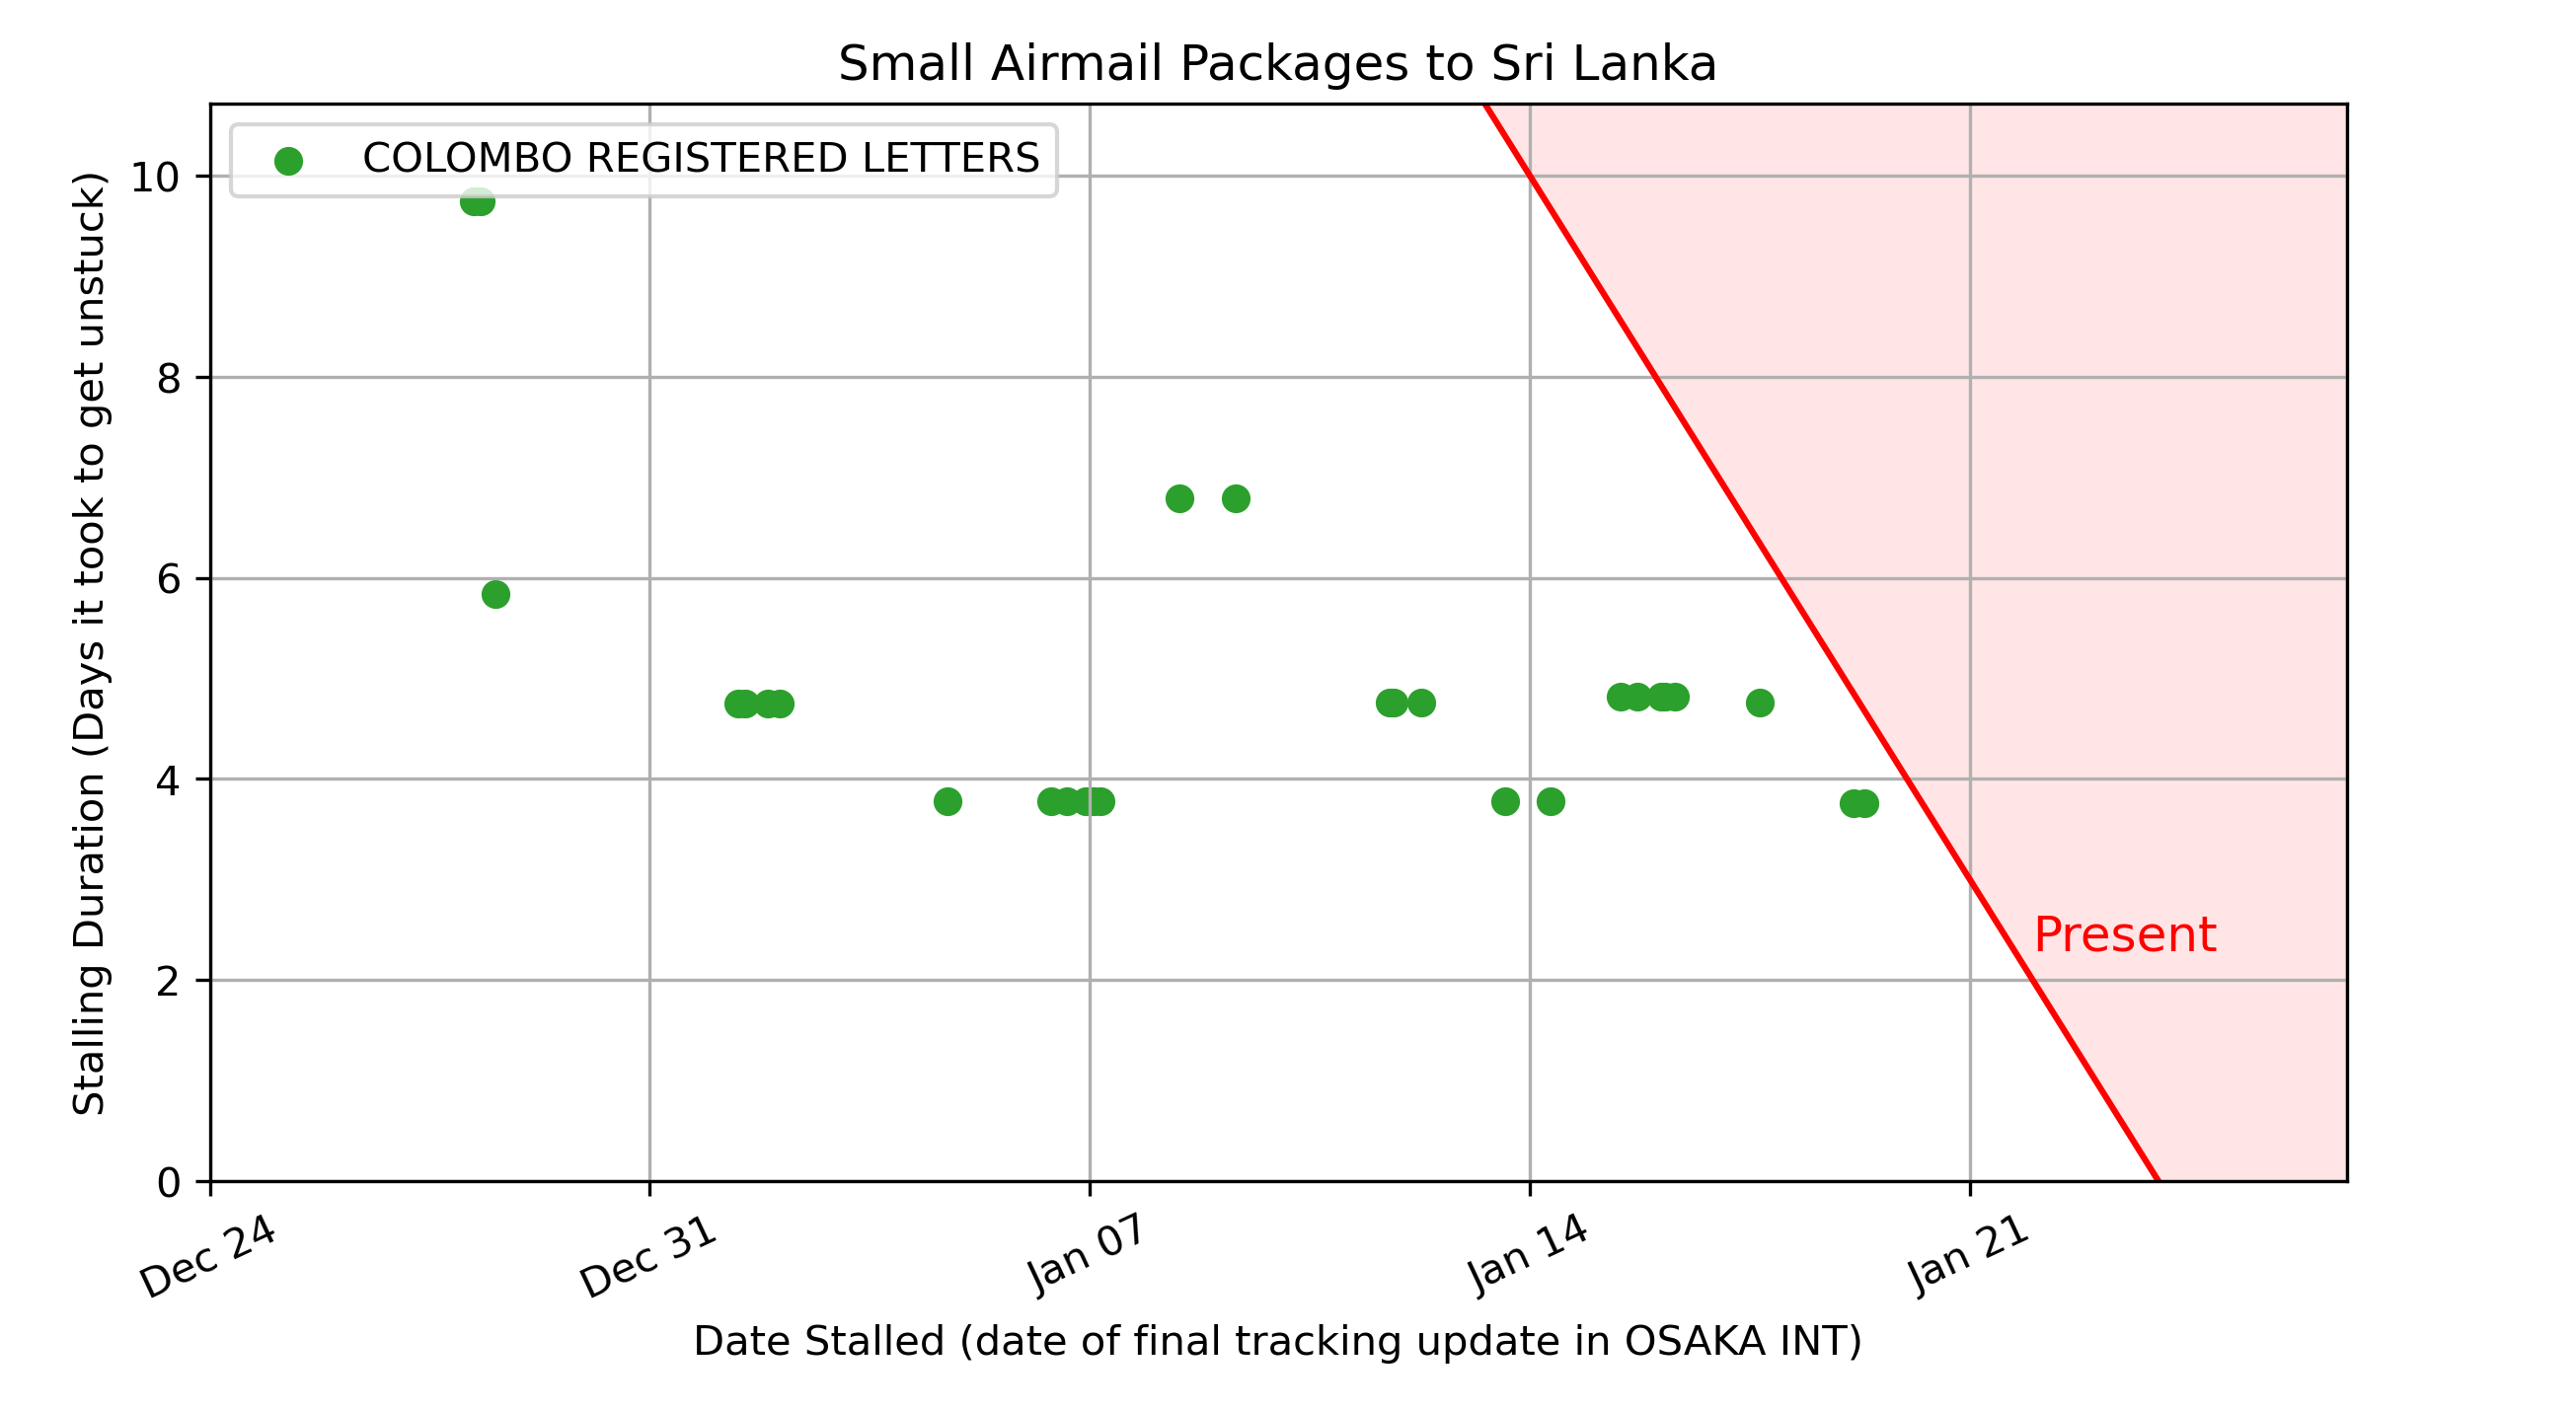 Small Airmail Packages to Sri Lanka
COLOMBO REGISTERED LETTERS
Stalling Duration (Days it took to get unstuck)
10
8
6
4
2
0
Present
Dec 24
Dec 31
Jan 07
Jan 14
Jan 21
Date Stalled (date of final tracking update in OSAKA INT)